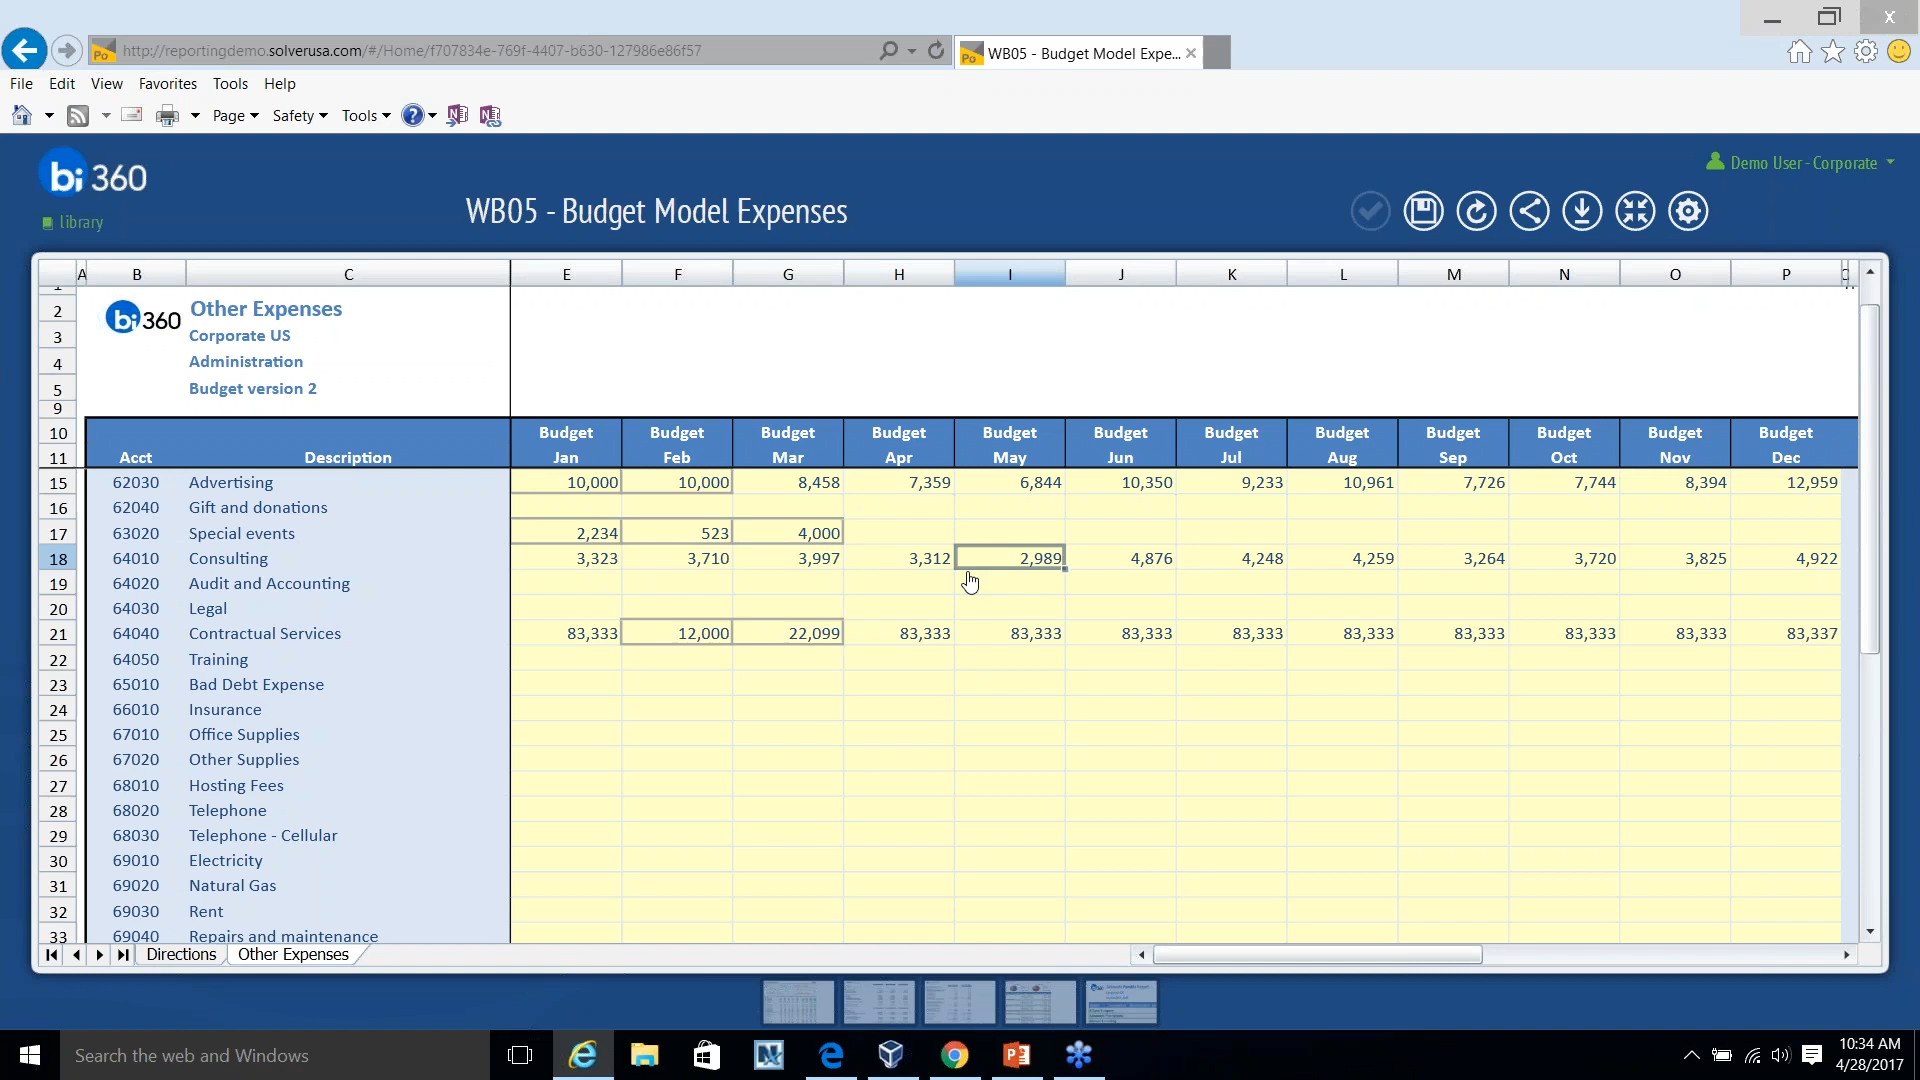 http://reportingdemo.solverusa.com/#/Home/f707834e-769f-4407-b630-127986e86f57
WB05 - Budget Model Expe...
File Edit View Favorites Tools Help
Page Safety Tools
bi 360
Demo User - Corporate
library
WB05 - Budget Model Expenses
A B C E F G H I J K L M N O P
2 bi 360 Other Expenses
3 Corporate US
4 Administration
5 Budget version 2
9
10 Budget Budget Budget Budget Budget Budget Budget Budget Budget Budget Budget Budget
11 Acct Description Jan Feb Mar Apr May Jun Jul Aug Sep Oct Nov Dec
15 62030 Advertising 10,000 10,000 8,458 7,359 6,844 10,350 9,233 10,961 7,726 7,744 8,394 12,959
16 62040 Gift and donations
17 63020 Special events 2,234 523 4,000
18 64010 Consulting 3,323 3,710 3,997 3,312 2,989 4,876 4,248 4,259 3,264 3,720 3,825 4,922
19 64020 Audit and Accounting
20 64030 Legal
21 64040 Contractual Services 83,333 12,000 22,099 83,333 83,333 83,333 83,333 83,333 83,333 83,333 83,333 83,337
22 64050 Training
23 65010 Bad Debt Expense
24 66010 Insurance
25 67010 Office Supplies
26 67020 Other Supplies
27 68010 Hosting Fees
28 68020 Telephone
29 68030 Telephone - Cellular
30 69010 Electricity
31 69020 Natural Gas
32 69030 Rent
33 69040 Repairs and maintenance
Directions Other Expenses
Search the web and Windows
10:34 AM
4/28/2017